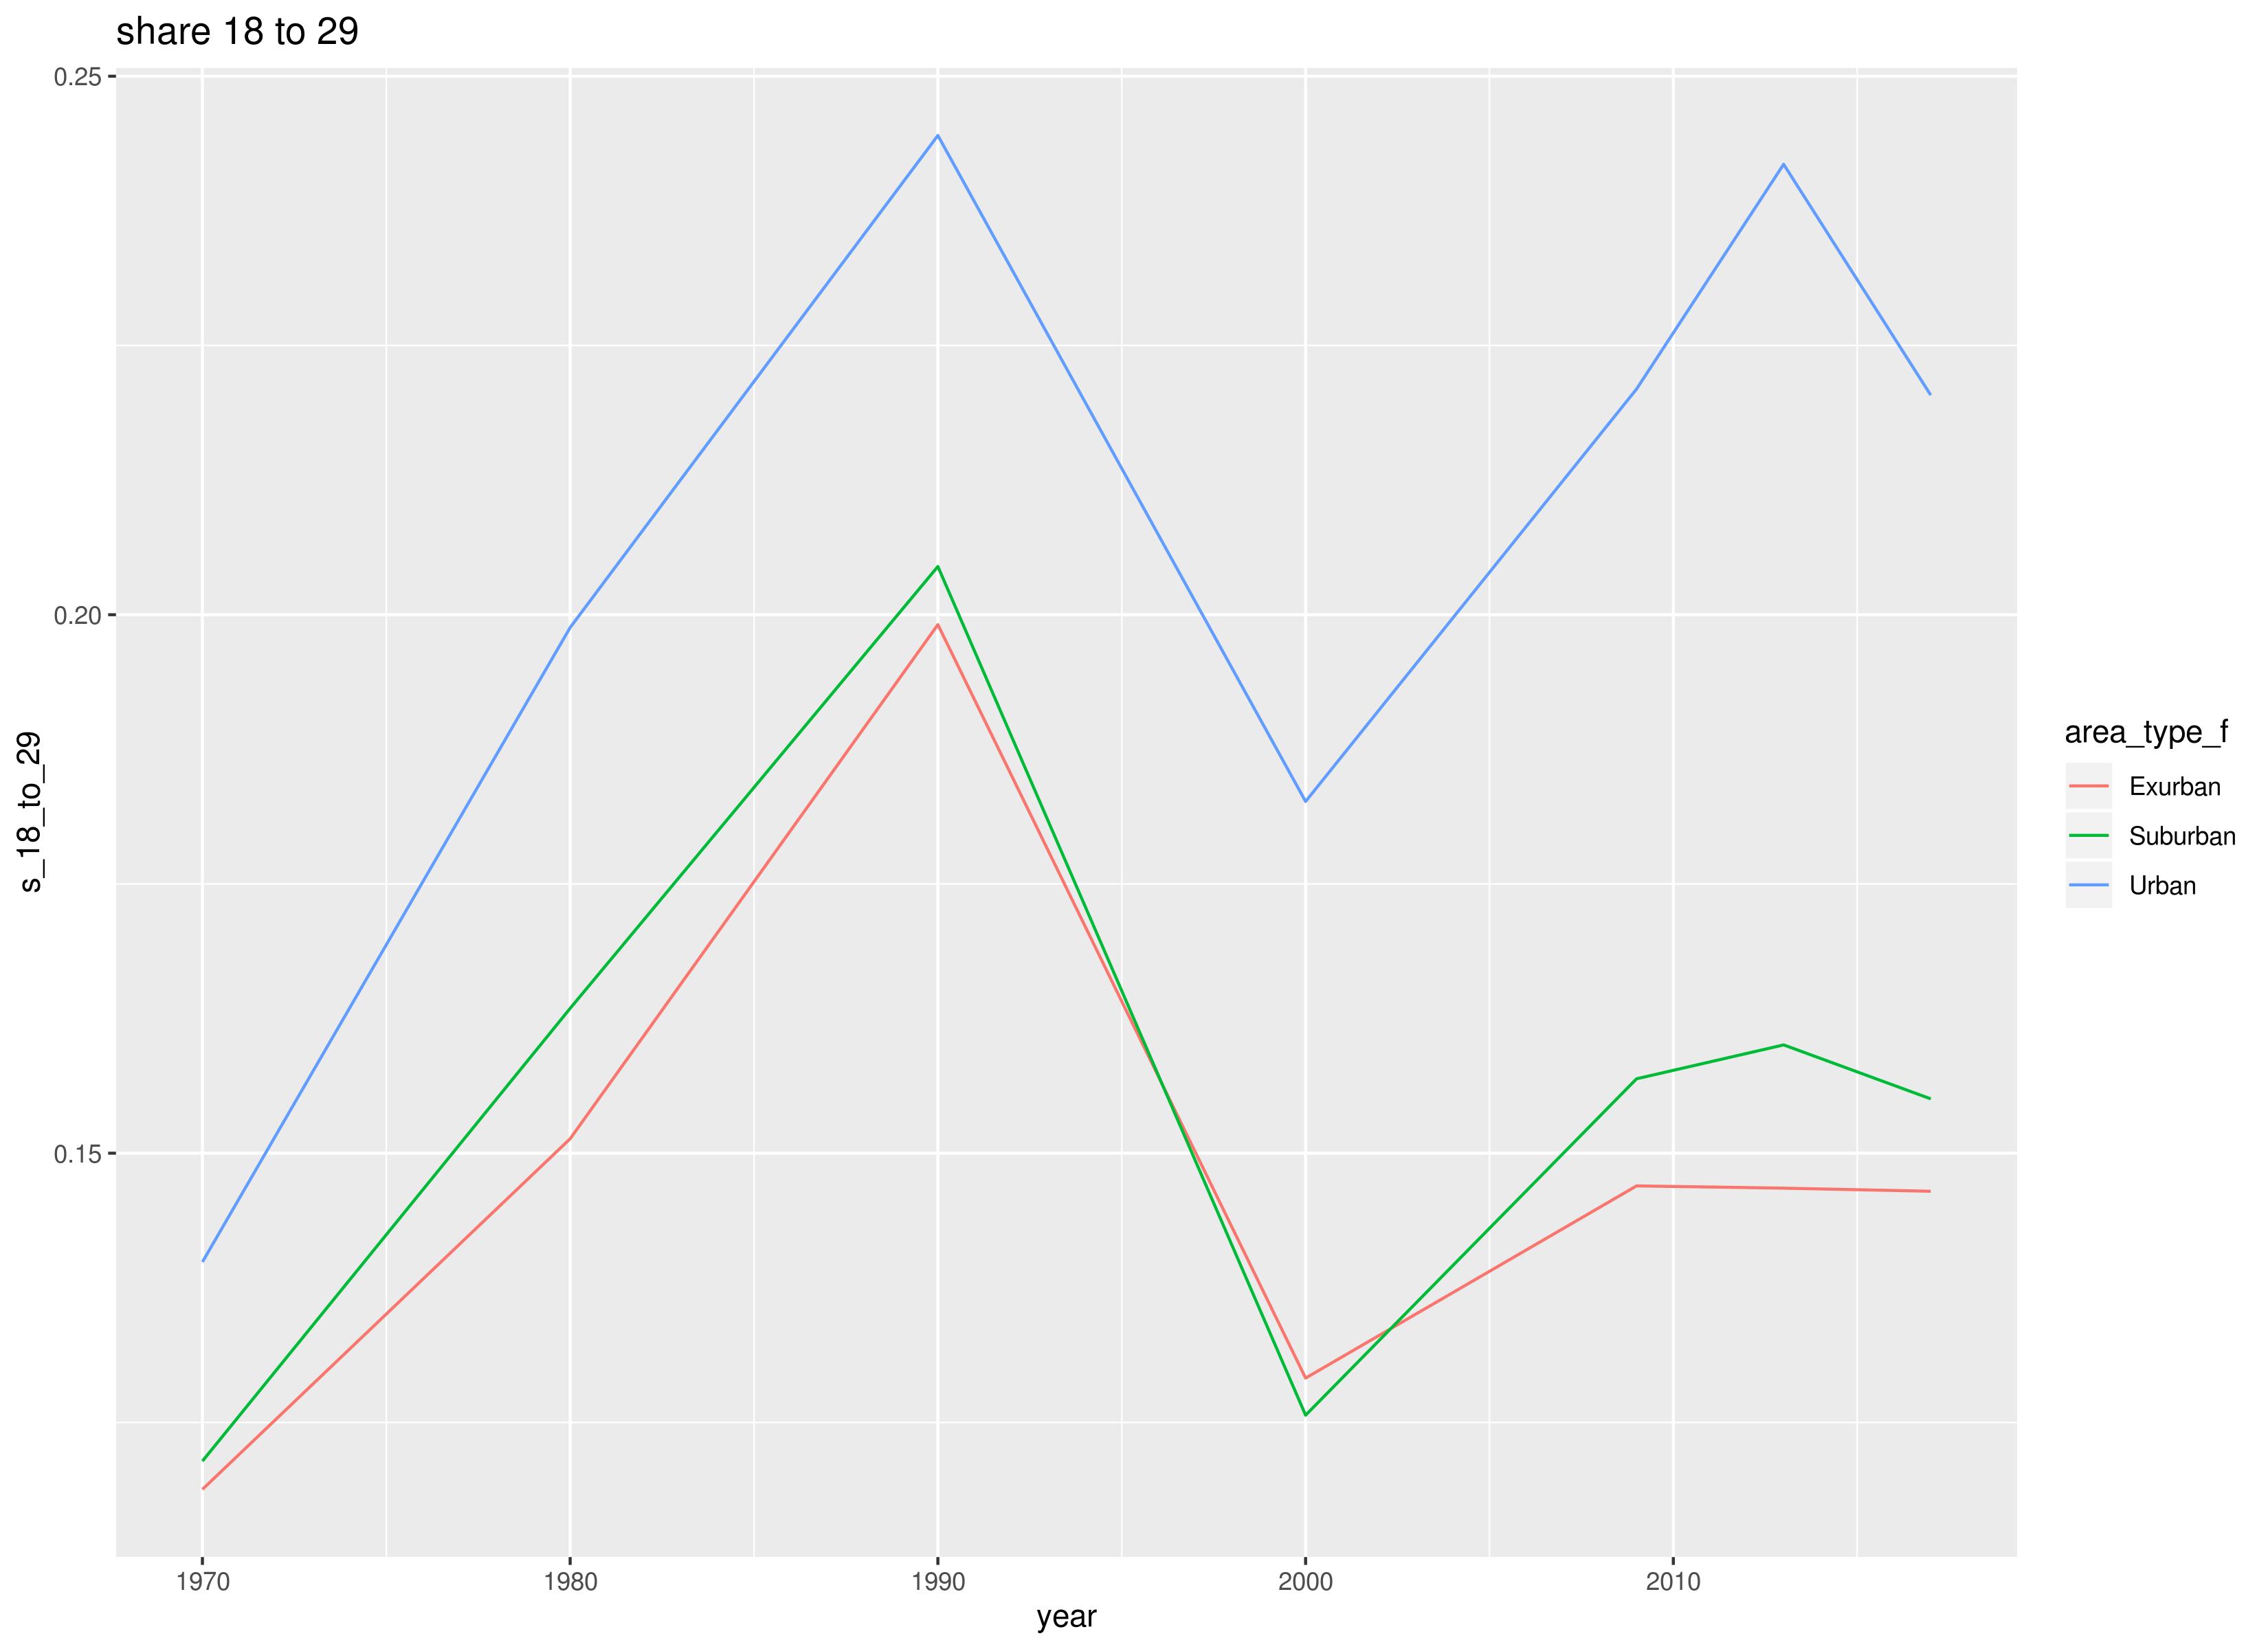 share 18 to 29
0.25
0.20
0.15
s_18_to_29
1970 1980 1990 2000 2010
year
area_type_f
Exurban
Suburban
Urban